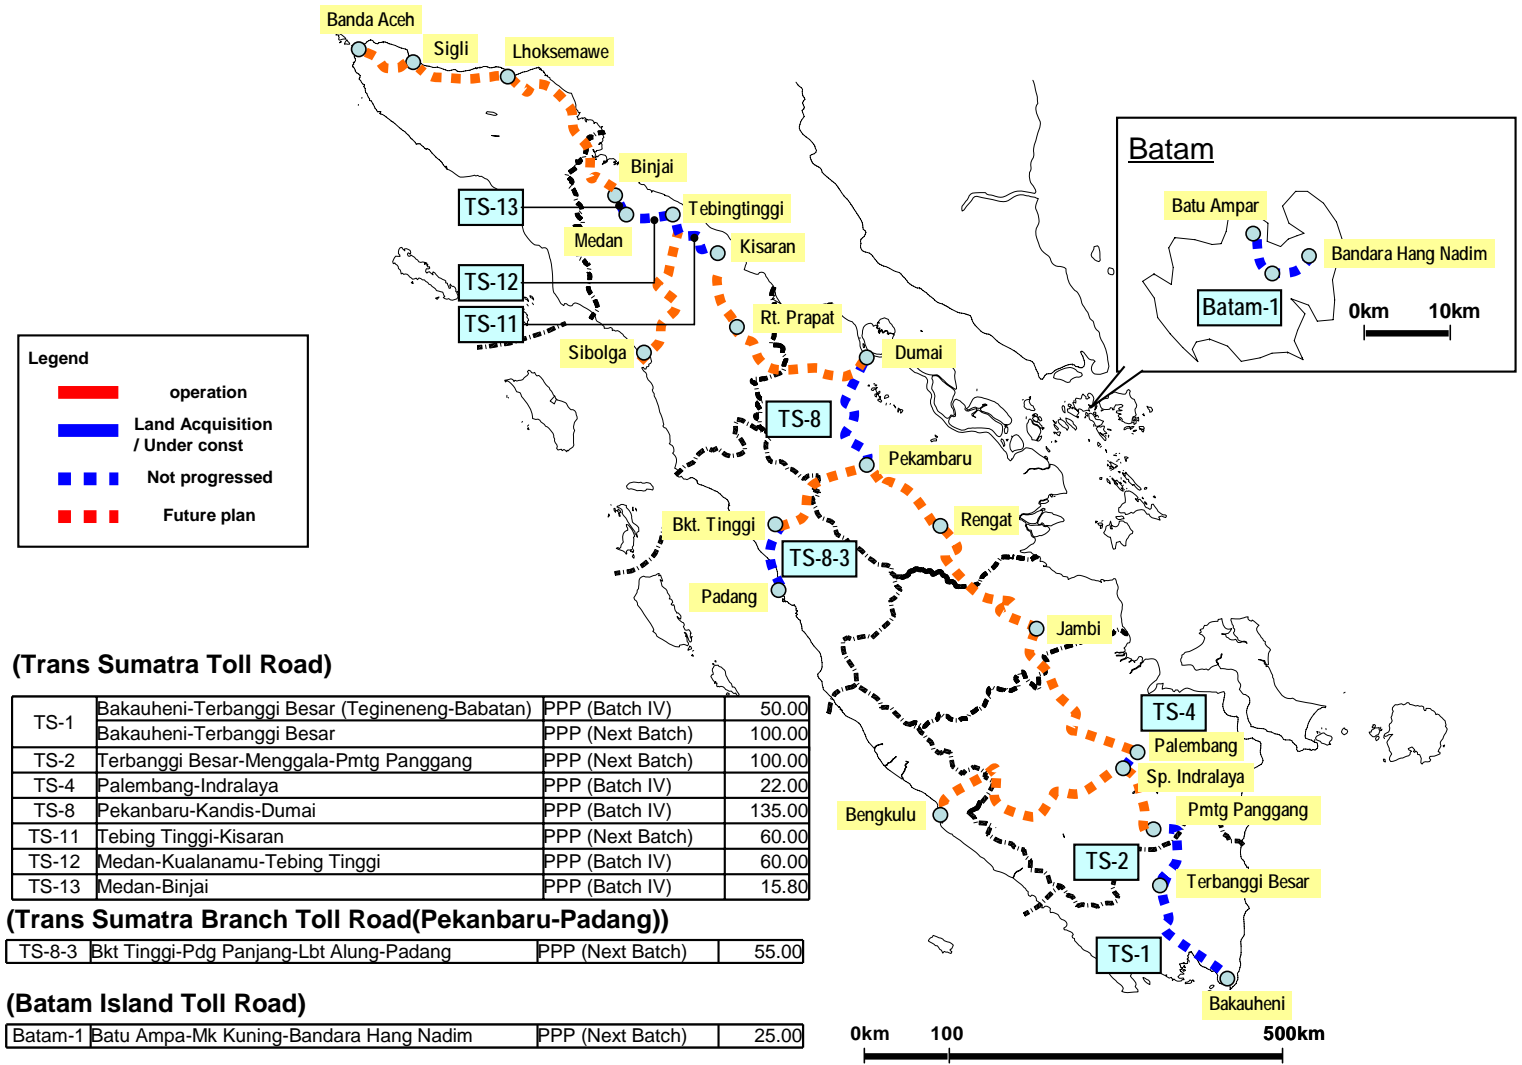 Banda Aceh
Sigli
Lhoksemawe
Binjai
TS-13
Tebingtinggi
Medan
Kisaran
TS-12
TS-11
Rt. Prapat
Sibolga
Dumai
TS-8
Pekambaru
Bkt. Tinggi
Rengat
TS-8-3
Padang
Jambi
TS-4
Palembang
Sp. Indralaya
Bengkulu
Pmtg Panggang
TS-2
Terbanggi Besar
TS-1
Bakauheni
Batam
Batu Ampar
Bandara Hang Nadim
Batam-1
0km 10km
Legend
operation
Land Acquisition
/ Under const
Not progressed
Future plan
(Trans Sumatra Toll Road)
TS-1 Bakauheni-Terbanggi Besar (Tegineneng-Babatan) PPP (Batch IV) 50.00
Bakauheni-Terbanggi Besar PPP (Next Batch) 100.00
TS-2 Terbanggi Besar-Menggala-Pmtg Panggang PPP (Next Batch) 100.00
TS-4 Palembang-Indralaya PPP (Batch IV) 22.00
TS-8 Pekanbaru-Kandis-Dumai PPP (Batch IV) 135.00
TS-11 Tebing Tinggi-Kisaran PPP (Next Batch) 60.00
TS-12 Medan-Kualanamu-Tebing Tinggi PPP (Batch IV) 60.00
TS-13 Medan-Binjai PPP (Batch IV) 15.80
(Trans Sumatra Branch Toll Road(Pekanbaru-Padang))
TS-8-3 Bkt Tinggi-Pdg Panjang-Lbt Alung-Padang PPP (Next Batch) 55.00
(Batam Island Toll Road)
Batam-1 Batu Ampa-Mk Kuning-Bandara Hang Nadim PPP (Next Batch) 25.00
0km 100 500km